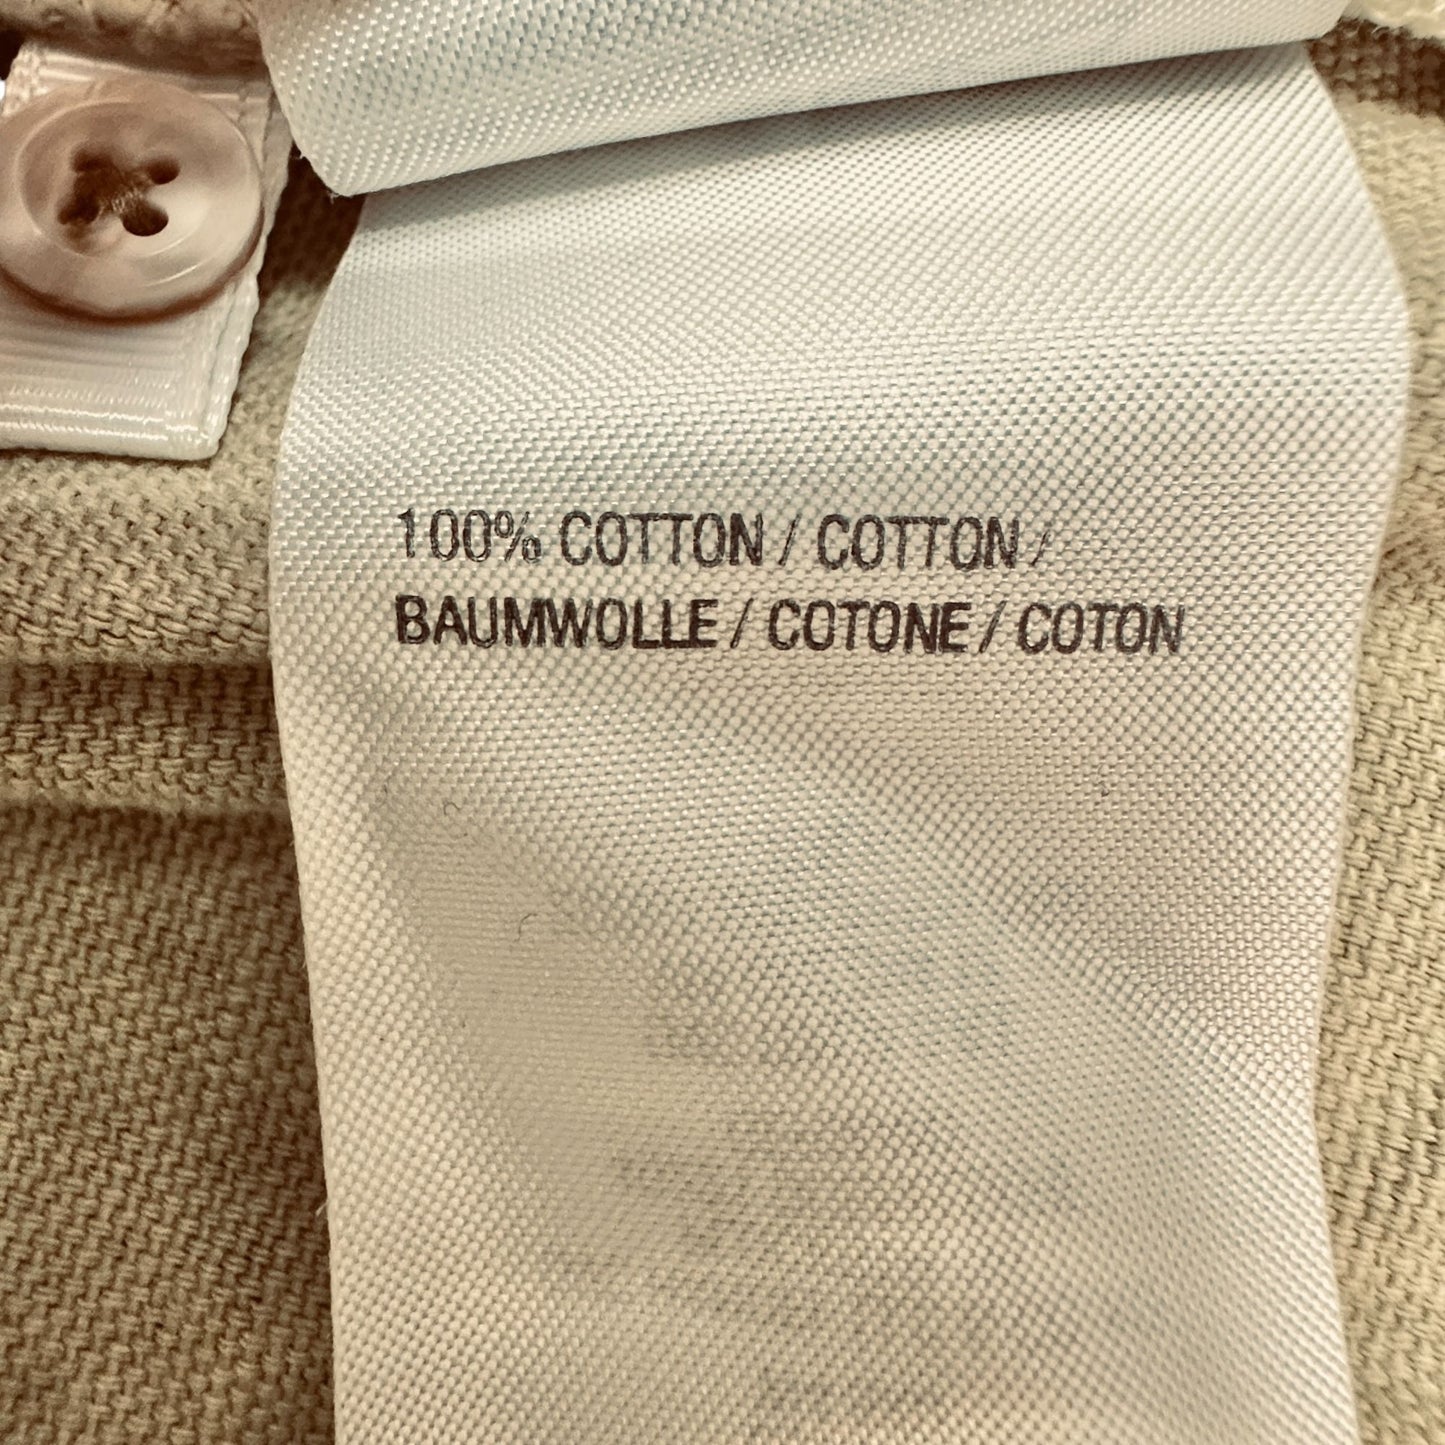 100% COTTON / COTTON /
BAUMWOLLE / COTONE / COTON